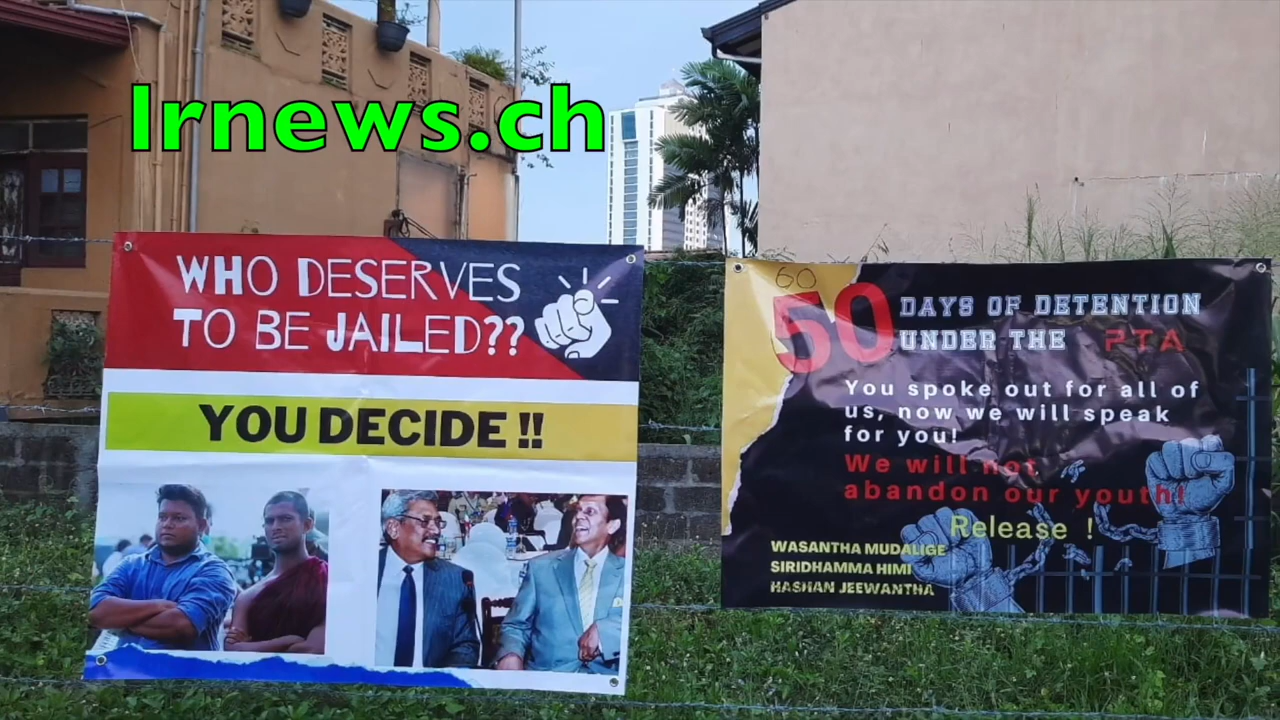 lrnews.ch
WHO DESERVES
TO BE JAILED??
YOU DECIDE !!
60
50
DAYS OF DETENTION
UNDER THE PTA
You spoke out for all of
us, now we will speak
for you!
We will not
abandon our youth!
Release !
WASANTHA MUDALIGE
SIRIDHAMMA HIMI
HASHAN JEEWANTHA